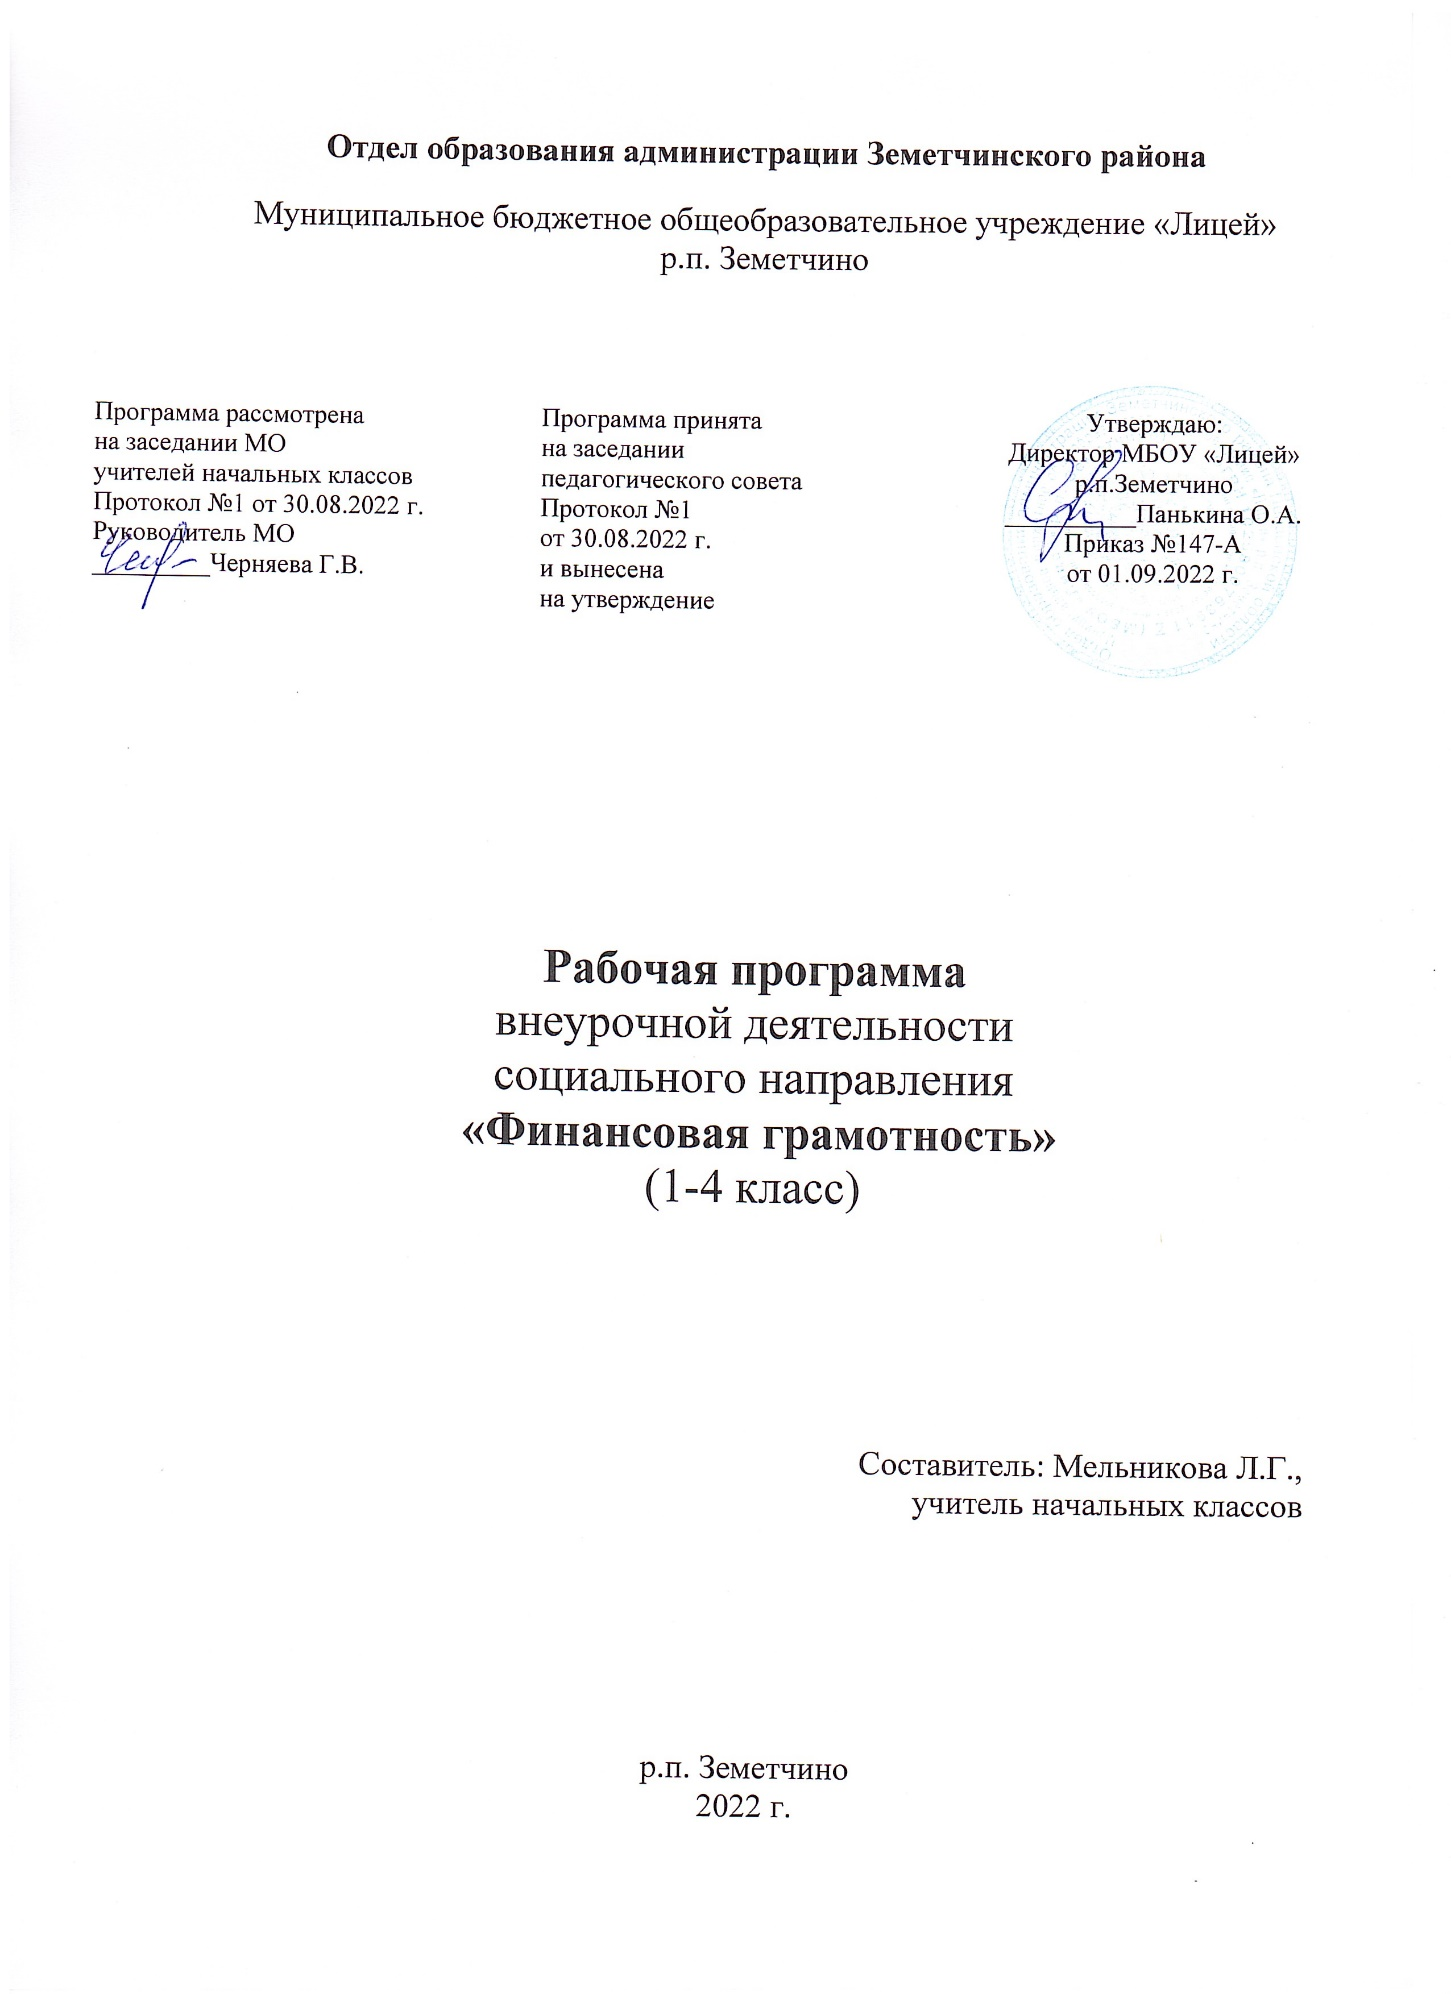 Отдел образования администрации Земетчинского района
Муниципальное бюджетное общеобразовательное учреждение «Лицей»
р.п. Земетчино
Программа рассмотрена
на заседании МО
учителей начальных классов
Протокол №1 от 30.08.2022 г.
Руководитель МО
_________Черняева Г.В.
Программа принята
на заседании
педагогического совета
Протокол №1
от 30.08.2022 г.
и вынесена
на утверждение
Утверждаю:
Директор МБОУ «Лицей»
р.п.Земетчино
__________Панькина О.А.
Приказ №147-А
от 01.09.2022 г.
Рабочая программа
внеурочной деятельности
социального направления
«Финансовая грамотность»
(1-4 класс)
Составитель: Мельникова Л.Г.,
учитель начальных классов
р.п. Земетчино
2022 г.